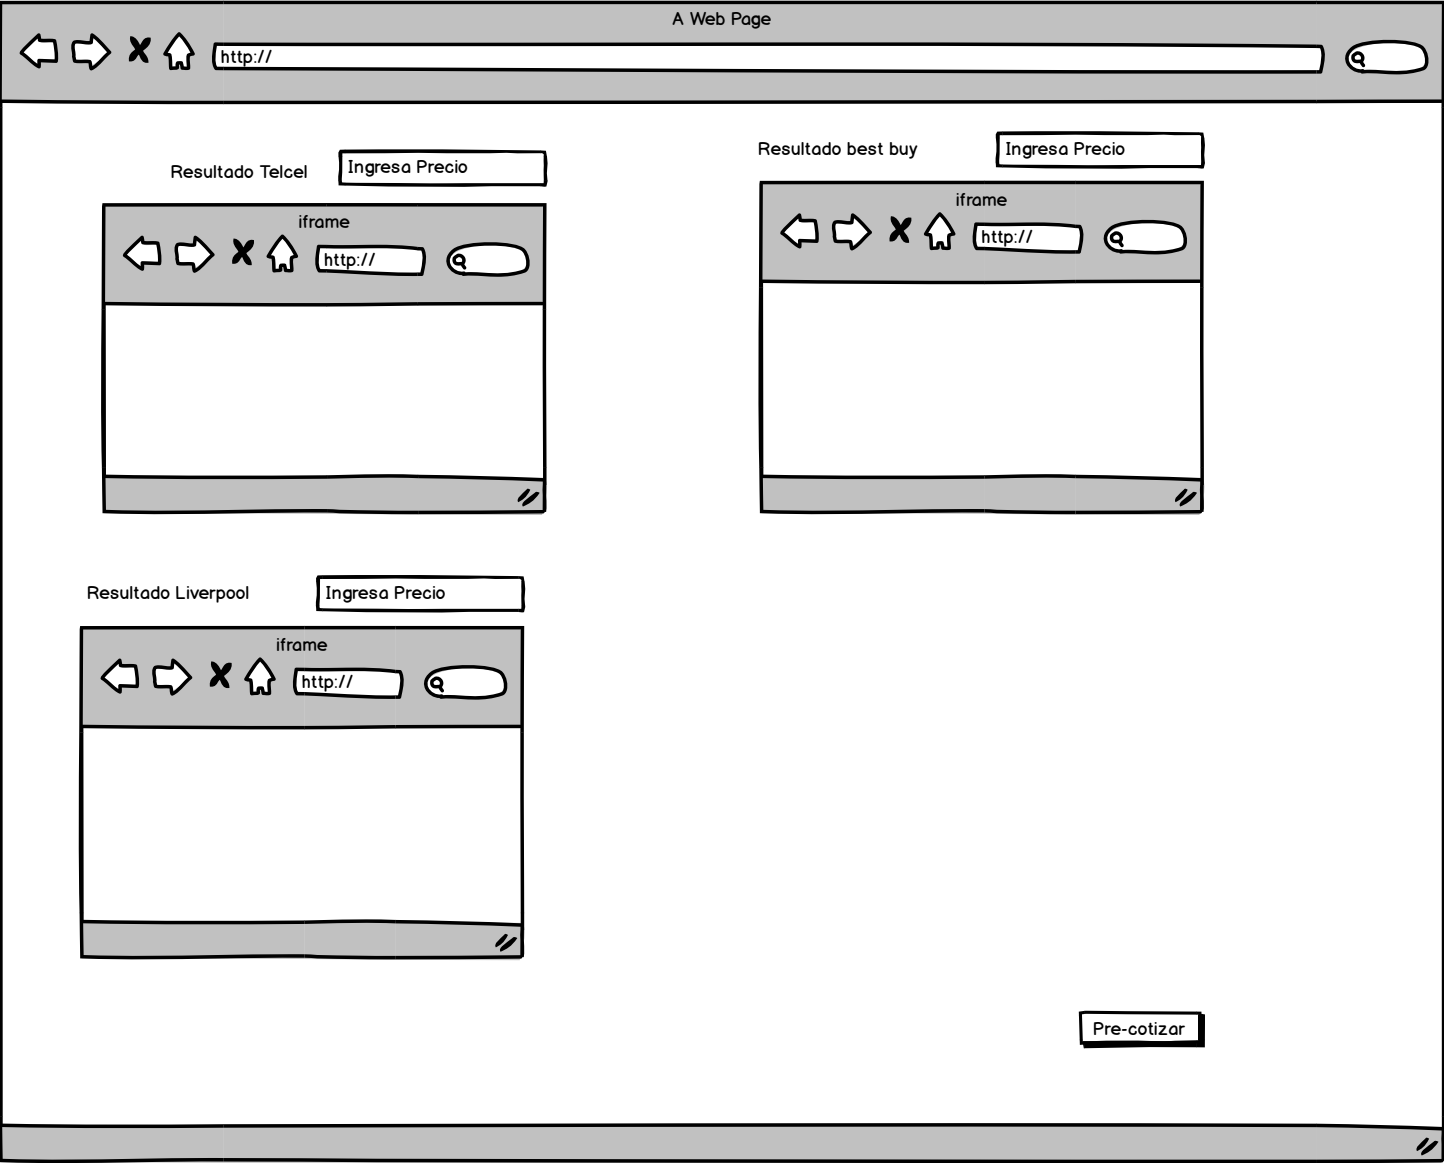 A Web Page
http://
Resultado Telcel
Ingresa Precio
iframe
http://
Resultado best buy
Ingresa Precio
iframe
http://
Resultado Liverpool
Ingresa Precio
iframe
http://
Pre-cotizar